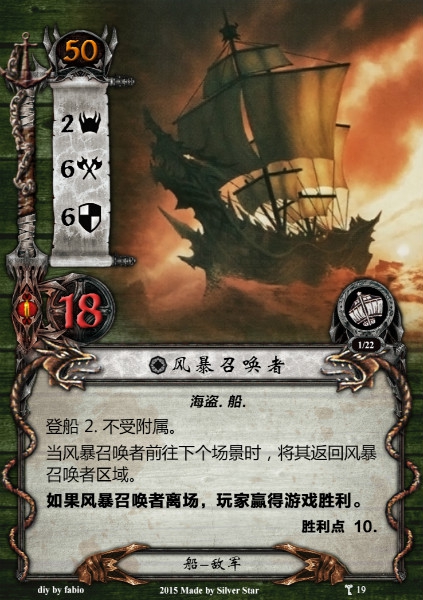 50
2
6
6
18
1/22
风暴召唤者
海盗. 船.
登船 2. 不受附属。
当风暴召唤者前往下个场景时，将其返回风暴
召唤者区域。
如果风暴召唤者离场，玩家赢得游戏胜利。
胜利点 10.
船–敌军
diy by fabio 2015 Made by Silver Star 19